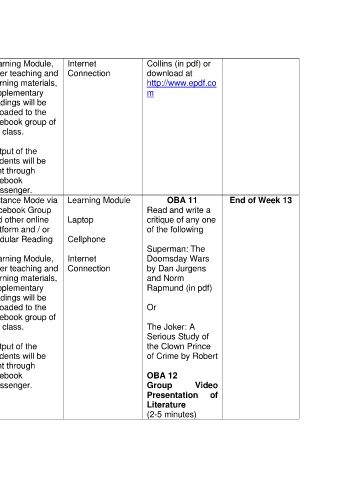 arning Module,
er teaching and
rning materials,
pplementary
dings will be
oaded to the
ebook group of
class.
tput of the
dents will be
nt through
ebook
ssenger.
Internet
Connection
Collins (in pdf) or
download at
http://www.epdf.co
m
tance Mode via
cebook Group
d other online
tform and / or
dular Reading
arning Module,
er teaching and
rning materials,
pplementary
dings will be
oaded to the
ebook group of
class.
tput of the
dents will be
nt through
ebook
ssenger.
Learning Module
Laptop
Cellphone
Internet
Connection
OBA 11
Read and write a
critique of any one
of the following
Superman: The
Doomsday Wars
by Dan Jurgens
and Norm
Rapmund (in pdf)
Or
The Joker: A
Serious Study of
the Clown Prince
of Crime by Robert
OBA 12
Group Video
Presentation of
Literature
(2-5 minutes)
End of Week 13